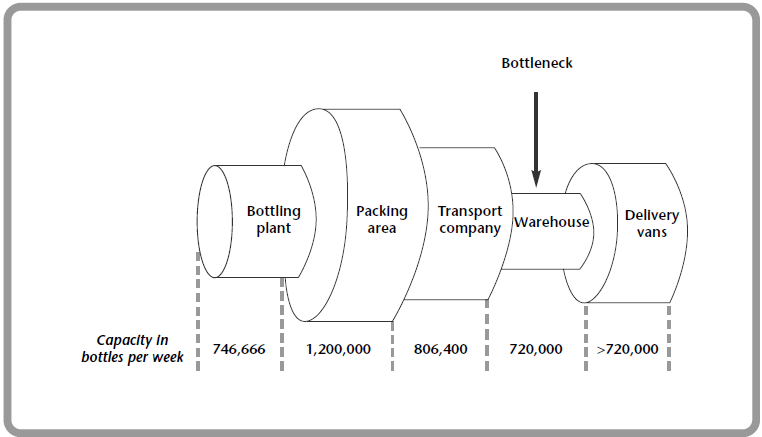 Bottleneck
Bottling
plant
Packing
area
Transport
company
Warehouse
Delivery
vans
Capacity in
bottles per week
746,666
1,200,000
806,400
720,000
>720,000